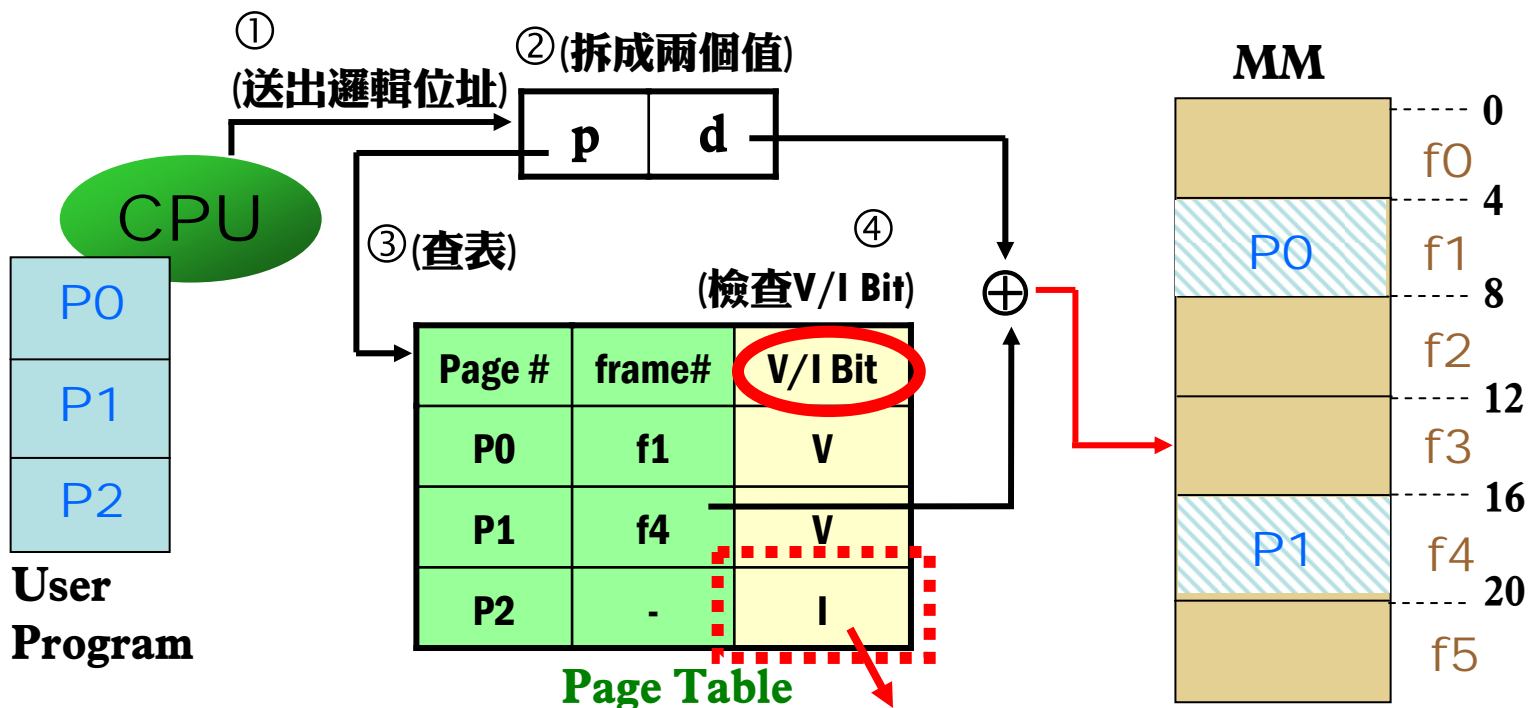 ①
(送出邏輯位址)
②(拆成兩個值)
p d
CPU
③(查表)
④
(檢查V/I Bit)
P0
P1
P2
User
Program
Page # frame# V/I Bit
P0 f1 V
P1 f4 V
P2 - I
Page Table
MM
0
f0
4
P0 f1
8
f2
12
f3
16
P1 f4
20
f5